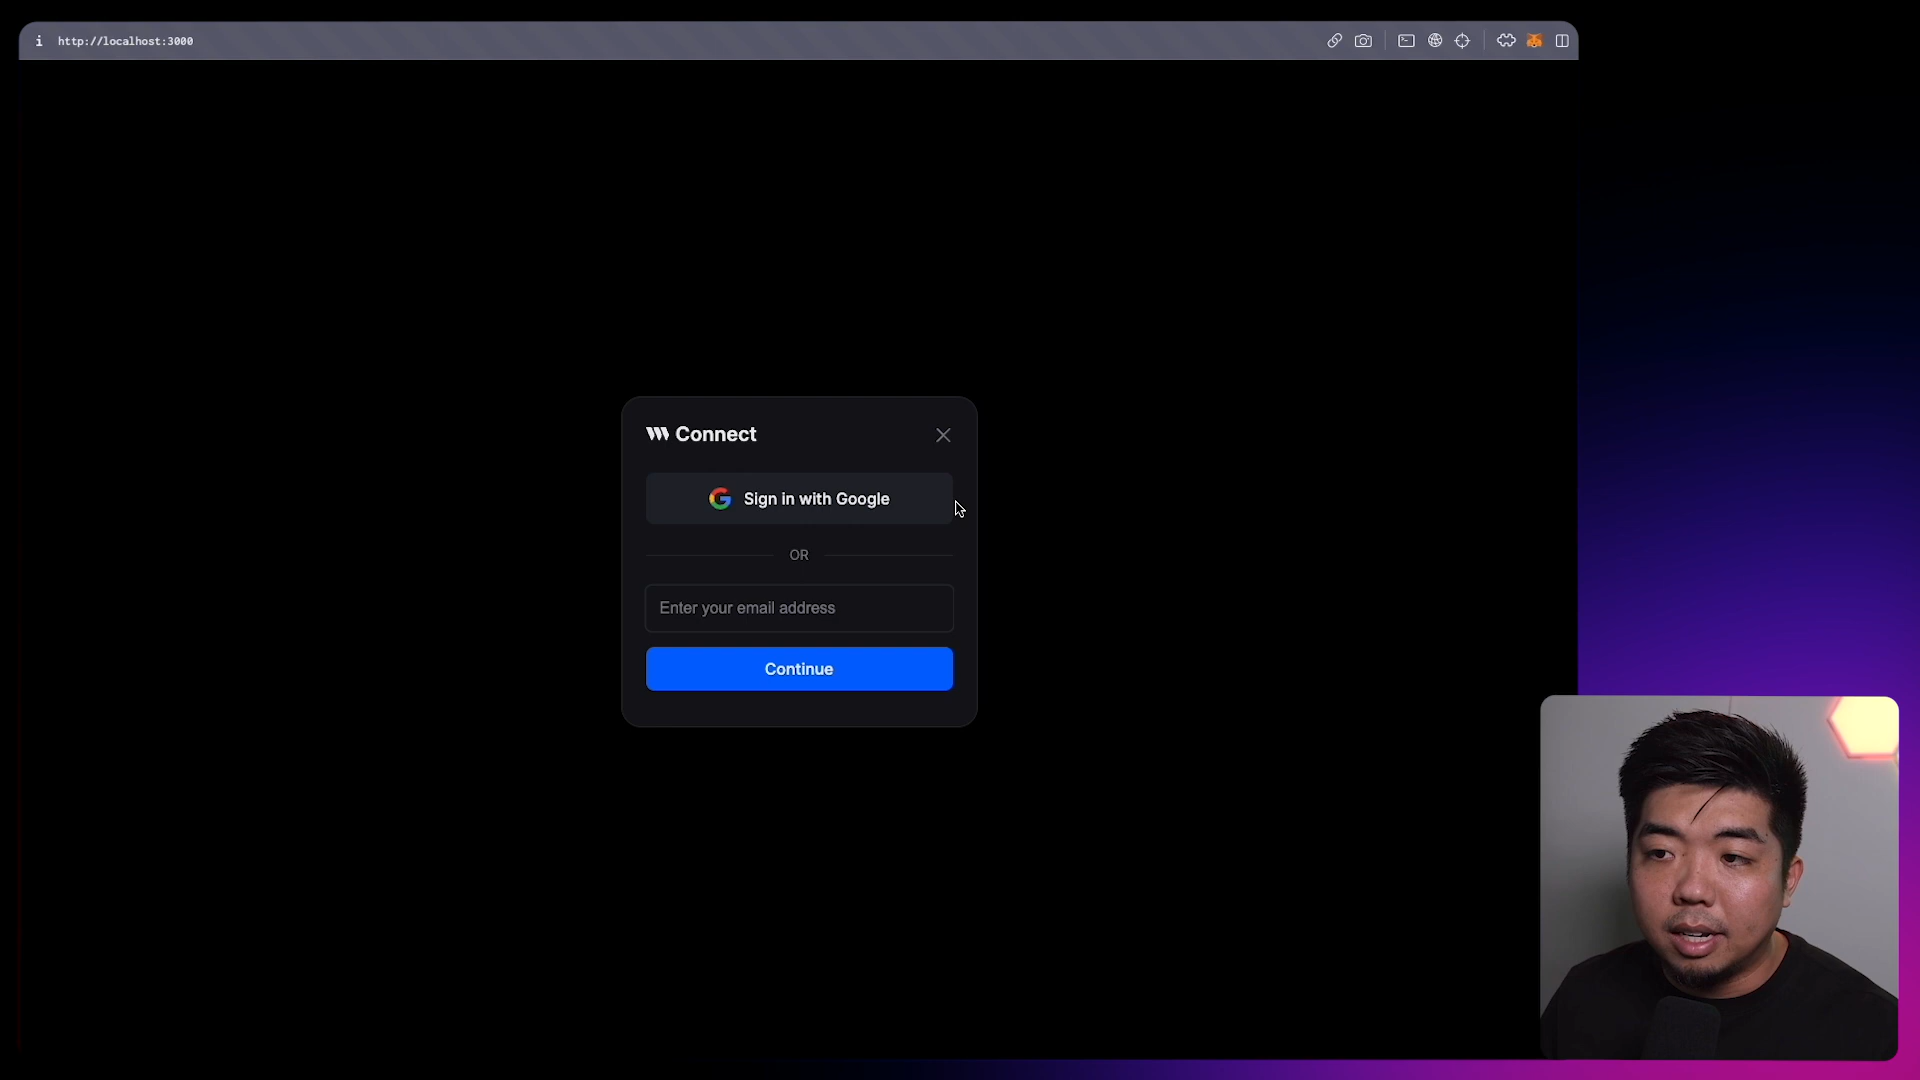 i http://localhost:3000
Connect
Sign in with Google
OR
Enter your email address
Continue